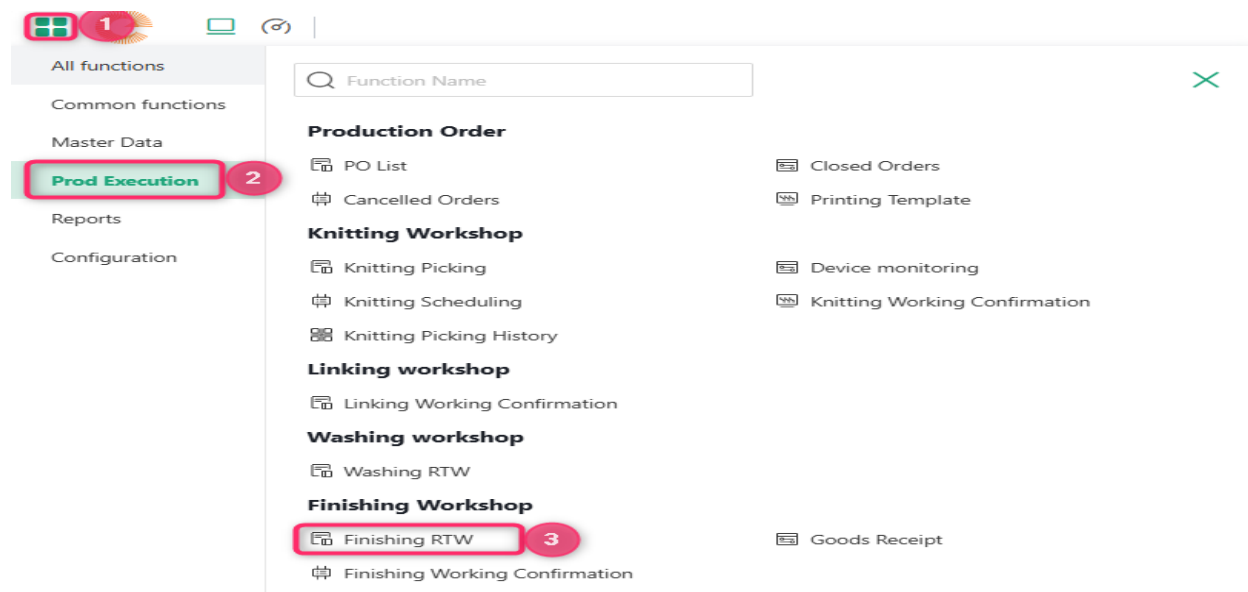 1
All functions
Function Name
Common functions
Production Order
Master Data
PO List
Closed Orders
Prod Execution
2
Cancelled Orders
Printing Template
Reports
Knitting Workshop
Configuration
Knitting Picking
Device monitoring
Knitting Scheduling
Knitting Working Confirmation
Knitting Picking History
Linking workshop
Linking Working Confirmation
Washing workshop
Washing RTW
Finishing Workshop
Finishing RTW
3
Goods Receipt
Finishing Working Confirmation